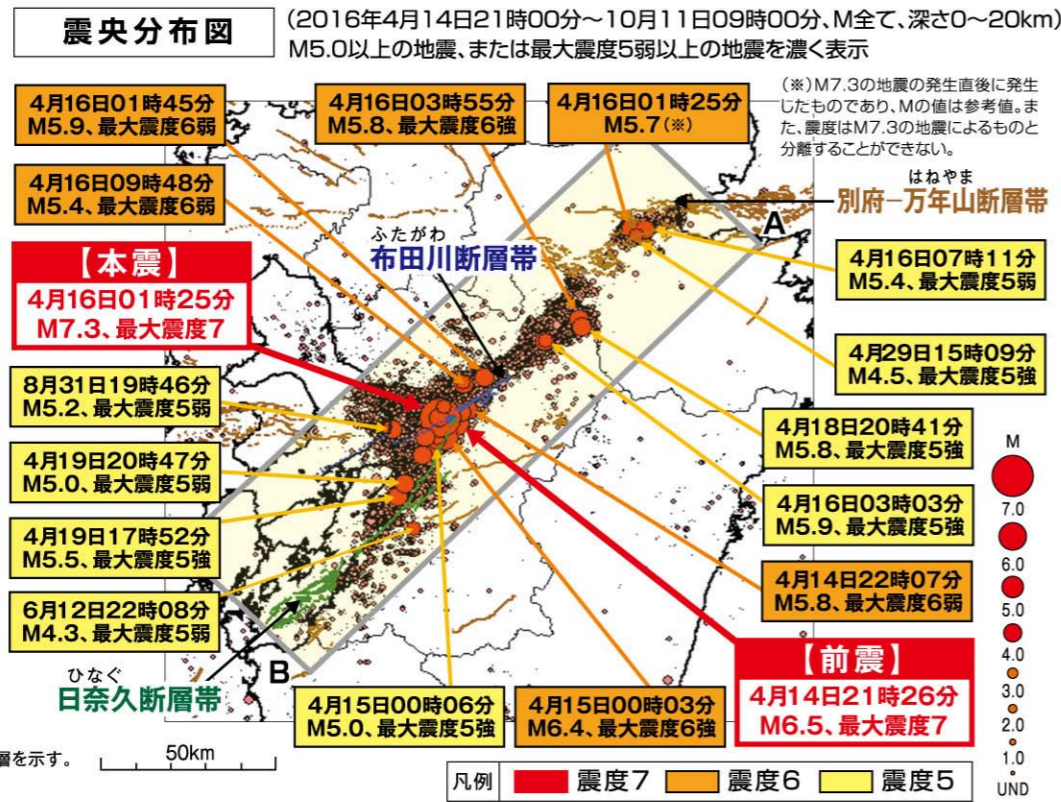 震央分布図
(2016年4月14日21時00分～10月11日09時00分、M全て、深さ0～20km)
M5.0以上の地震、または最大震度5弱以上の地震を濃く表示
(※)M7.3の地震の発生直後に発生
したものであり、Mの値は参考値。ま
た、震度はM7.3の地震によるものと
分離することができない。
4月16日01時45分
M5.9、最大震度6弱
4月16日03時55分
M5.8、最大震度6強
4月16日01時25分
M5.7(※)
4月16日09時48分
M5.4、最大震度6弱
はねやま
別府－万年山断層帯
A
ふたがわ
布田川断層帯
【本震】
4月16日01時25分
M7.3、最大震度7
4月16日07時11分
M5.4、最大震度5弱
4月29日15時09分
M4.5、最大震度5強
8月31日19時46分
M5.2、最大震度5弱
4月18日20時41分
M5.8、最大震度5強
4月19日20時47分
M5.0、最大震度5弱
4月16日03時03分
M5.9、最大震度5強
4月19日17時52分
M5.5、最大震度5強
4月14日22時07分
M5.8、最大震度6弱
6月12日22時08分
M4.3、最大震度5弱
ひなぐ
日奈久断層帯
B
【前震】
4月14日21時26分
M6.5、最大震度7
4月15日00時06分
M5.0、最大震度5強
4月15日00時03分
M6.4、最大震度6強
M
7.0
6.0
5.0
4.0
3.0
2.0
1.0
UND
層を示す。
50km
凡例 震度7 震度6 震度5